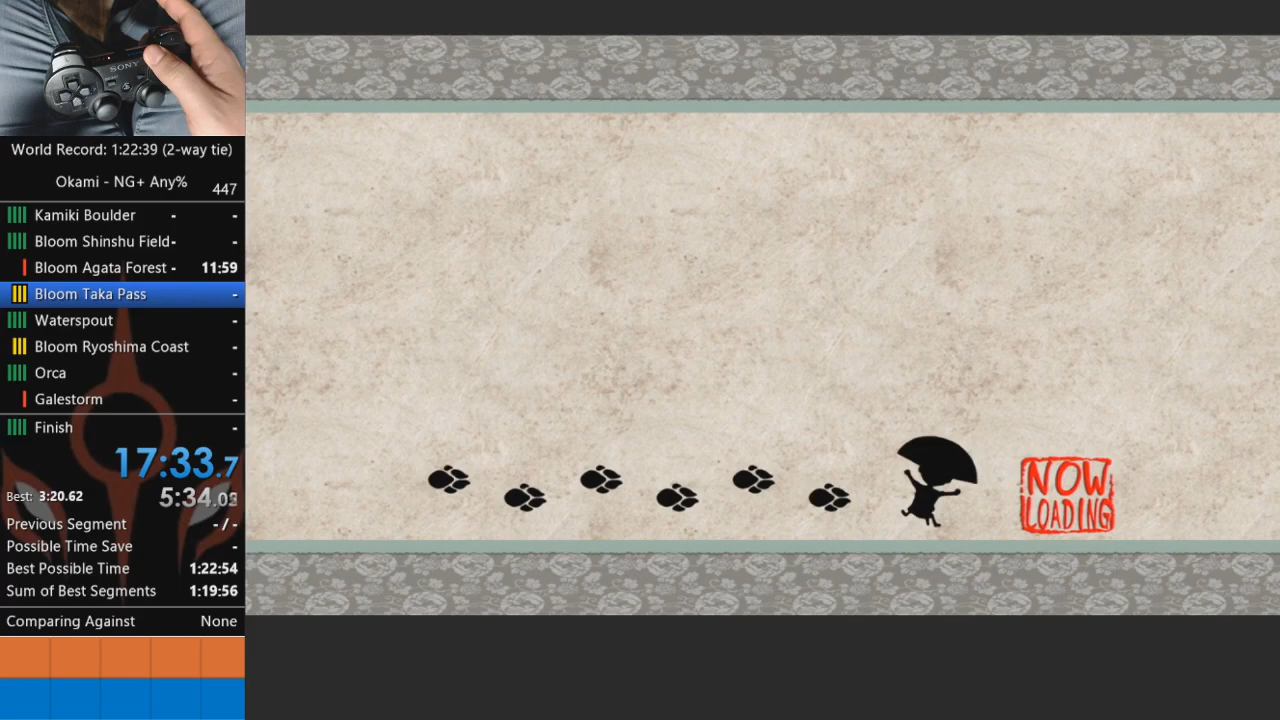 SONY
World Record: 1:22:39 (2-way tie)
Okami - NG+ Any%
447
Kamiki Boulder - -
Bloom Shinshu Field - -
Bloom Agata Forest - 11:59
Bloom Taka Pass -
Waterspout -
Bloom Ryoshima Coast -
Orca -
Galestorm -
Finish -
17:33.7
Best: 3:20.62 5:34.03
Previous Segment - / -
Possible Time Save -
Best Possible Time 1:22:54
Sum of Best Segments 1:19:56
Comparing Against None
NOW
LOADING